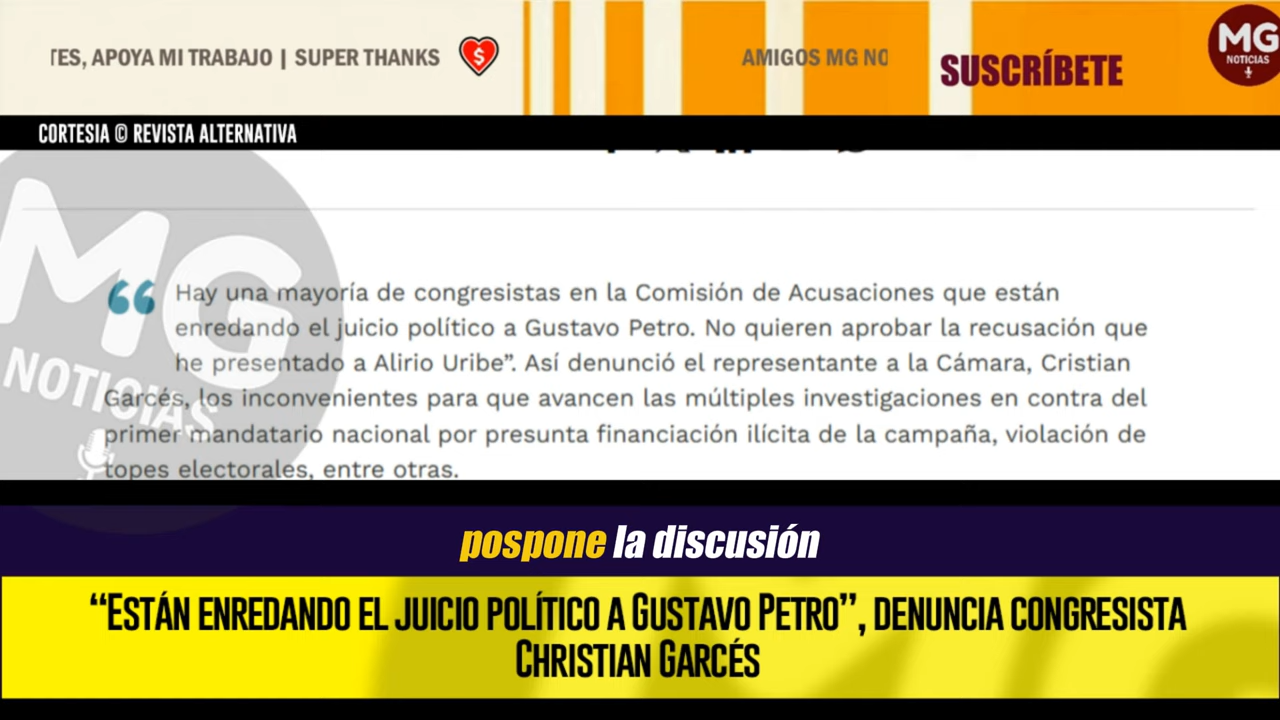 TES, APOYA MI TRABAJO | SUPER THANKS
AMIGOS MG NO
SUSCRÍBETE
MG
NOTICIAS
CORTESIA © REVISTA ALTERNATIVA
MG
NOTICIAS
“ Hay una mayoría de congresistas en la Comisión de Acusaciones que están
enredando el juicio político a Gustavo Petro. No quieren aprobar la recusación que
he presentado a Alirio Uribe”. Así denunció el representante a la Cámara, Cristian
Garcés, los inconvenientes para que avancen las múltiples investigaciones en contra del
primer mandatario nacional por presunta financiación ilícita de la campaña, violación de
topes electorales, entre otras.
pospone la discusión
“ESTÁN ENREDANDO EL JUICIO POLÍTICO A GUSTAVO PETRO”, DENUNCIA CONGRESISTA
CHRISTIAN GARCÉS